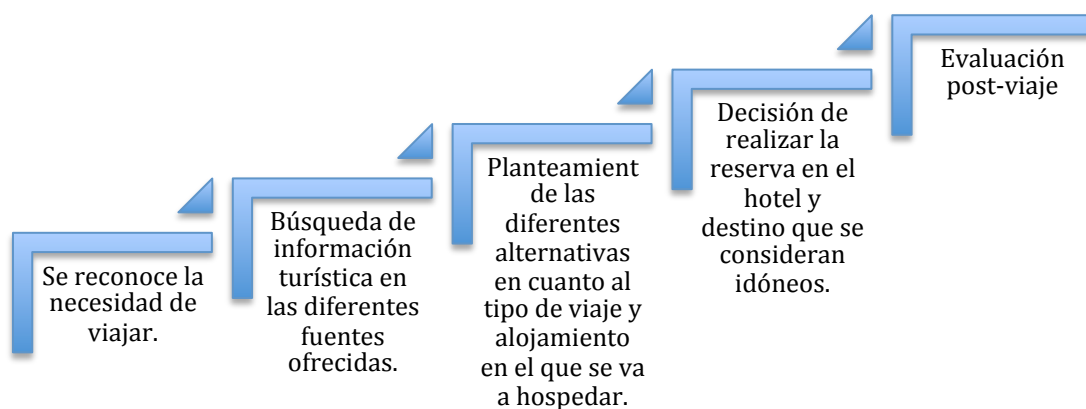 Se reconoce la
necesidad de
viajar.
Búsqueda de
información
turística en
las diferentes
fuentes
ofrecidas.
Planteamient
de las
diferentes
alternativas
en cuanto al
tipo de viaje y
alojamiento
en el que se va
a hospedar.
Decisión de
realizar la
reserva en el
hotel y
destino que se
consideran
idóneos.
Evaluación
post-viaje